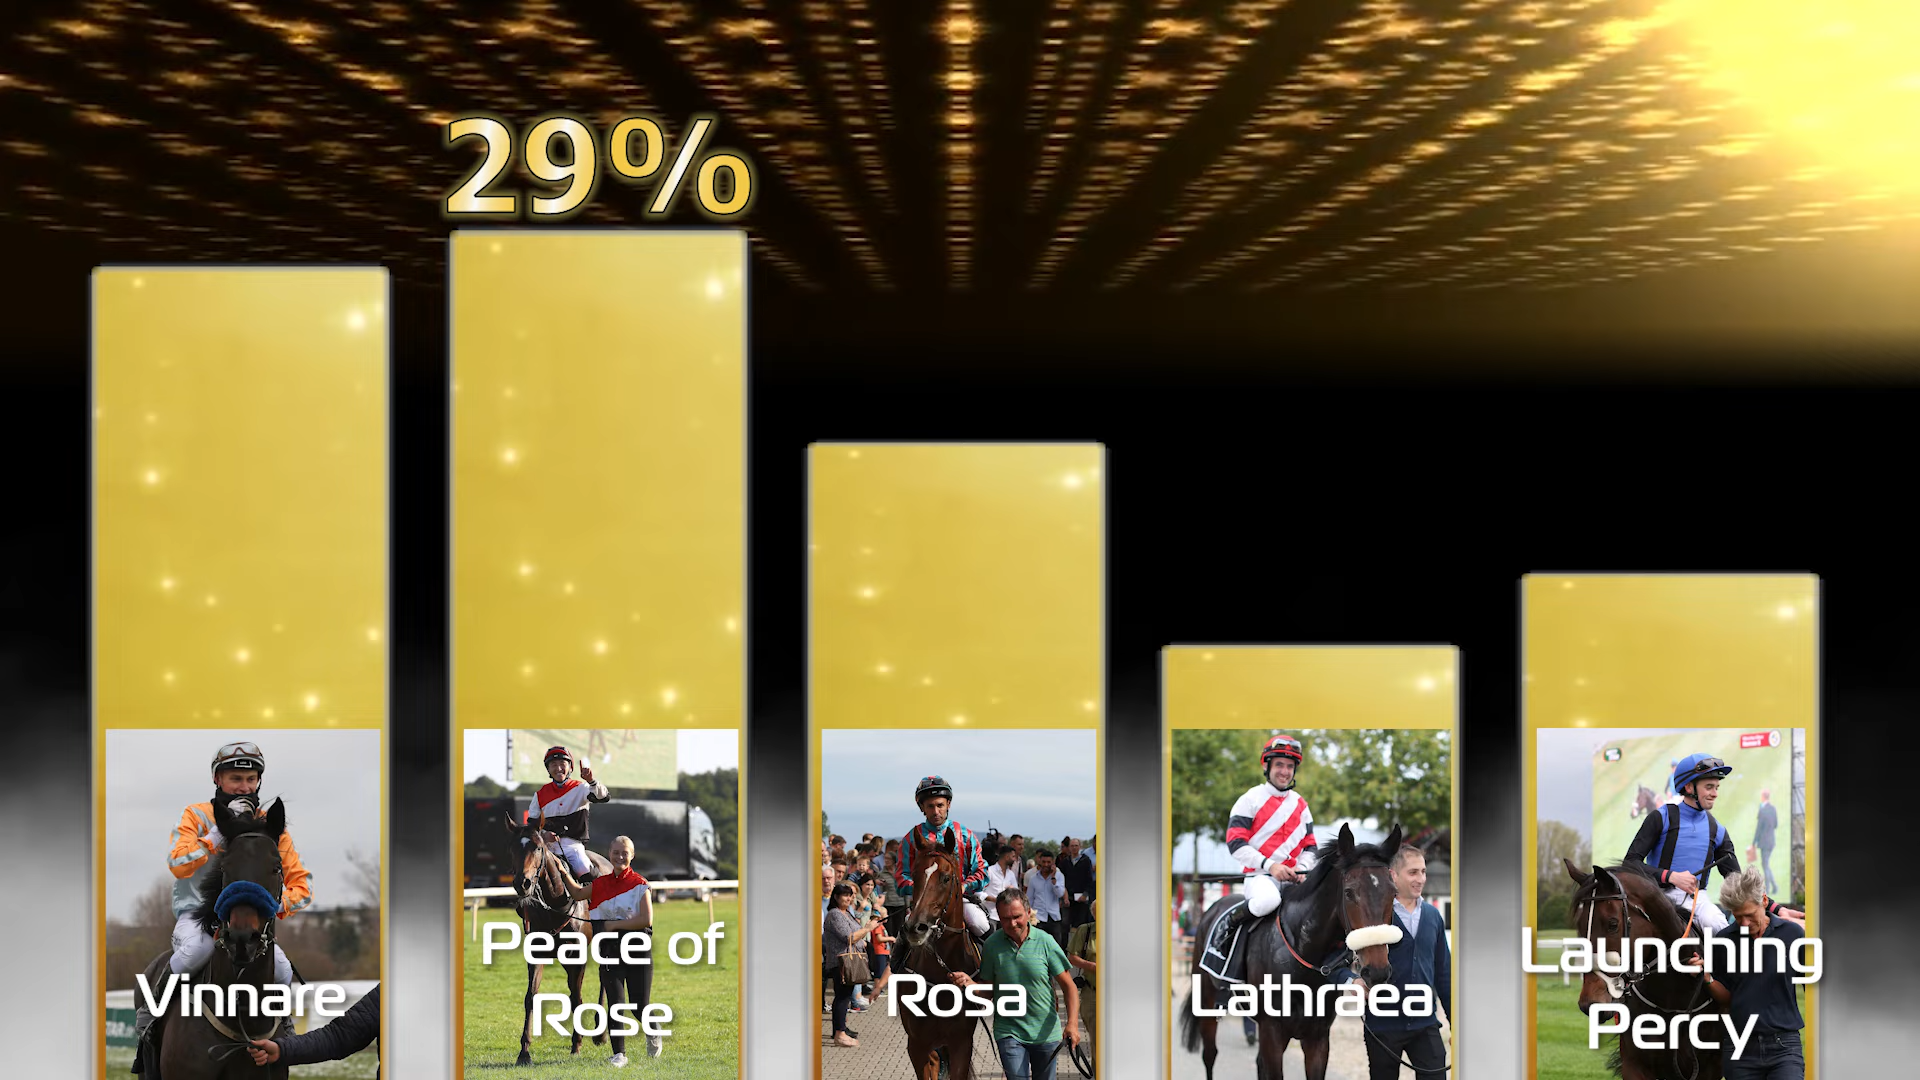 29%
Vinnare
Peace of
Rose
Rosa
Lathraea
Launching
Percy